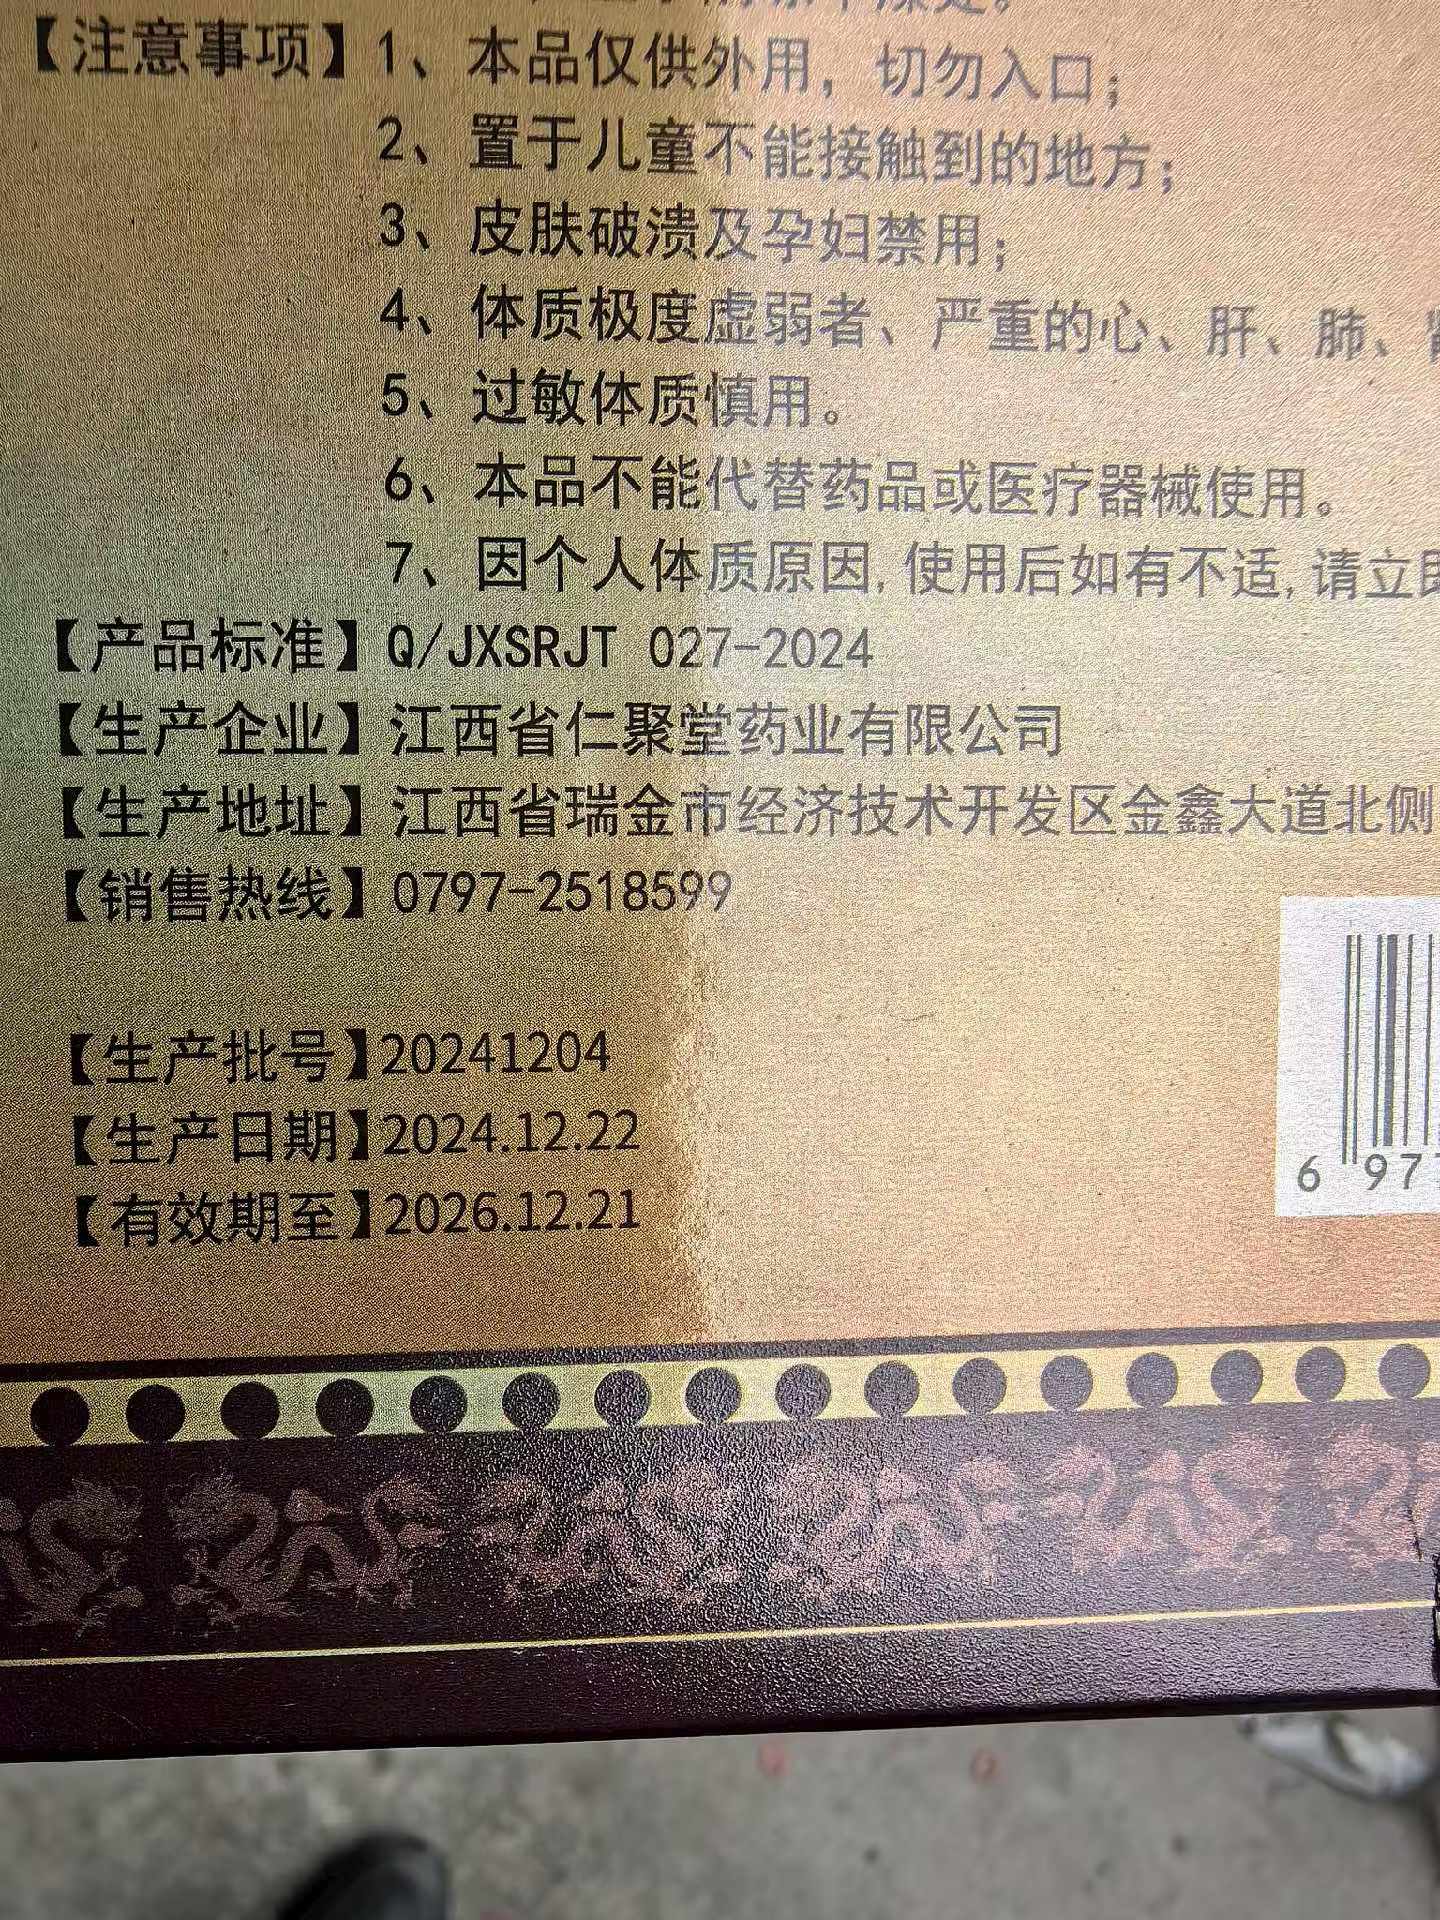 【注意事项】1、本品仅供外用，切勿入口；
2、置于儿童不能接触到的地方；
3、皮肤破溃及孕妇禁用；
4、体质极度虚弱者、严重的心、肝、肺、
5、过敏体质慎用。
6、本品不能代替药品或医疗器械使用。
7、因个人体质原因,使用后如有不适,请立即
【产品标准】Q/JXSRJT 027-2024
【生产企业】江西省仁聚堂药业有限公司
【生产地址】江西省瑞金市经济技术开发区金鑫大道北侧
【销售热线】0797-2518599
【生产批号】20241204
【生产日期】2024.12.22
【有效期至】2026.12.21
6 97